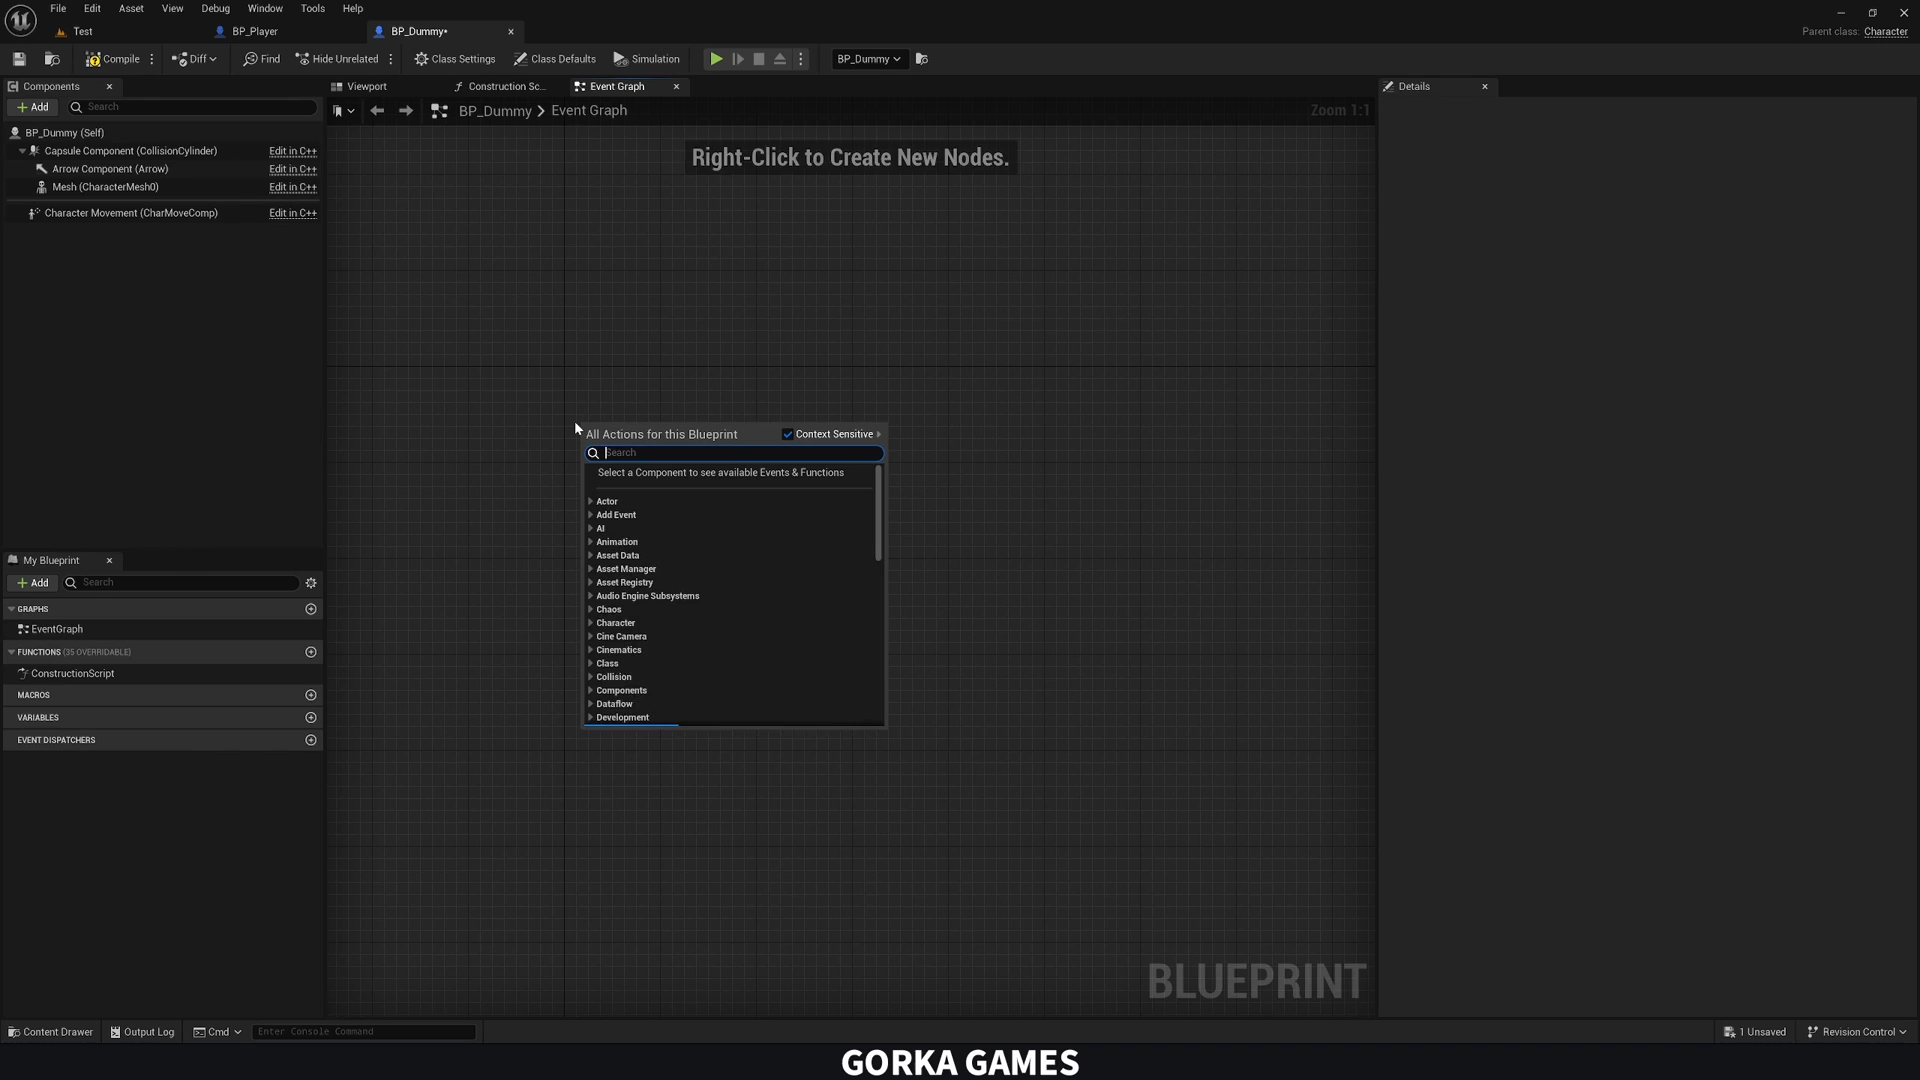 File Edit Asset View Debug Window Tools Help
Test BP_Player BP_Dummy* Parent class: Character
Compile Diff Find Hide Unrelated Class Settings Class Defaults Simulation BP_Dummy
Components
Add Search
BP_Dummy (Self)
Capsule Component (CollisionCylinder) Edit in C++
Arrow Component (Arrow) Edit in C++
Mesh (CharacterMesh0) Edit in C++
Character Movement (CharMoveComp) Edit in C++
My Blueprint
Add Search
GRAPHS
EventGraph
FUNCTIONS (35 OVERRIDABLE)
ConstructionScript
MACROS
VARIABLES
EVENT DISPATCHERS
Viewport Construction Sc... Event Graph
BP_Dummy > Event Graph Zoom 1:1
Right-Click to Create New Nodes.
All Actions for this Blueprint Context Sensitive
Search
Select a Component to see available Events & Functions
Actor
Add Event
AI
Animation
Asset Data
Asset Manager
Asset Registry
Audio Engine Subsystems
Chaos
Character
Cine Camera
Cinematics
Class
Collision
Components
Dataflow
Development
BLUEPRINT
Details
Content Drawer Output Log Cmd Enter Console Command 1 Unsaved Revision Control
GORKA GAMES